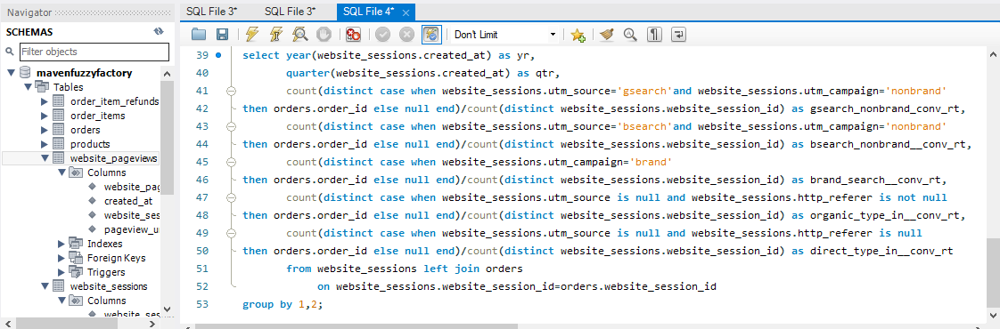 Navigator
SCHEMAS
Filter objects
mavenfuzzyfactory
Tables
order_item_refunds
order_items
orders
products
website_pageviews
Columns
website_pag
created_at
website_ses
pageview_u
Indexes
Foreign Keys
Triggers
website_sessions
Columns
website_ses
SQL File 3*
SQL File 3*
SQL File 4*
Don't Limit
39 select year(website_sessions.created_at) as yr,
40 quarter(website_sessions.created_at) as qtr,
41 count(distinct case when website_sessions.utm_source='gsearch'and website_sessions.utm_campaign='nonbrand'
42 then orders.order_id else null end)/count(distinct website_sessions.website_session_id) as gsearch_nonbrand_conv_rt,
43 count(distinct case when website_sessions.utm_source='bsearch'and website_sessions.utm_campaign='nonbrand'
44 then orders.order_id else null end)/count(distinct website_sessions.website_session_id) as bsearch_nonbrand__conv_rt,
45 count(distinct case when website_sessions.utm_campaign='brand'
46 then orders.order_id else null end)/count(distinct website_sessions.website_session_id) as brand_search__conv_rt,
47 count(distinct case when website_sessions.utm_source is null and website_sessions.http_referer is not null
48 then orders.order_id else null end)/count(distinct website_sessions.website_session_id) as organic_type_in__conv_rt,
49 count(distinct case when website_sessions.utm_source is null and website_sessions.http_referer is null
50 then orders.order_id else null end)/count(distinct website_sessions.website_session_id) as direct_type_in__conv_rt
51 from website_sessions left join orders
52 on website_sessions.website_session_id=orders.website_session_id
53 group by 1,2;